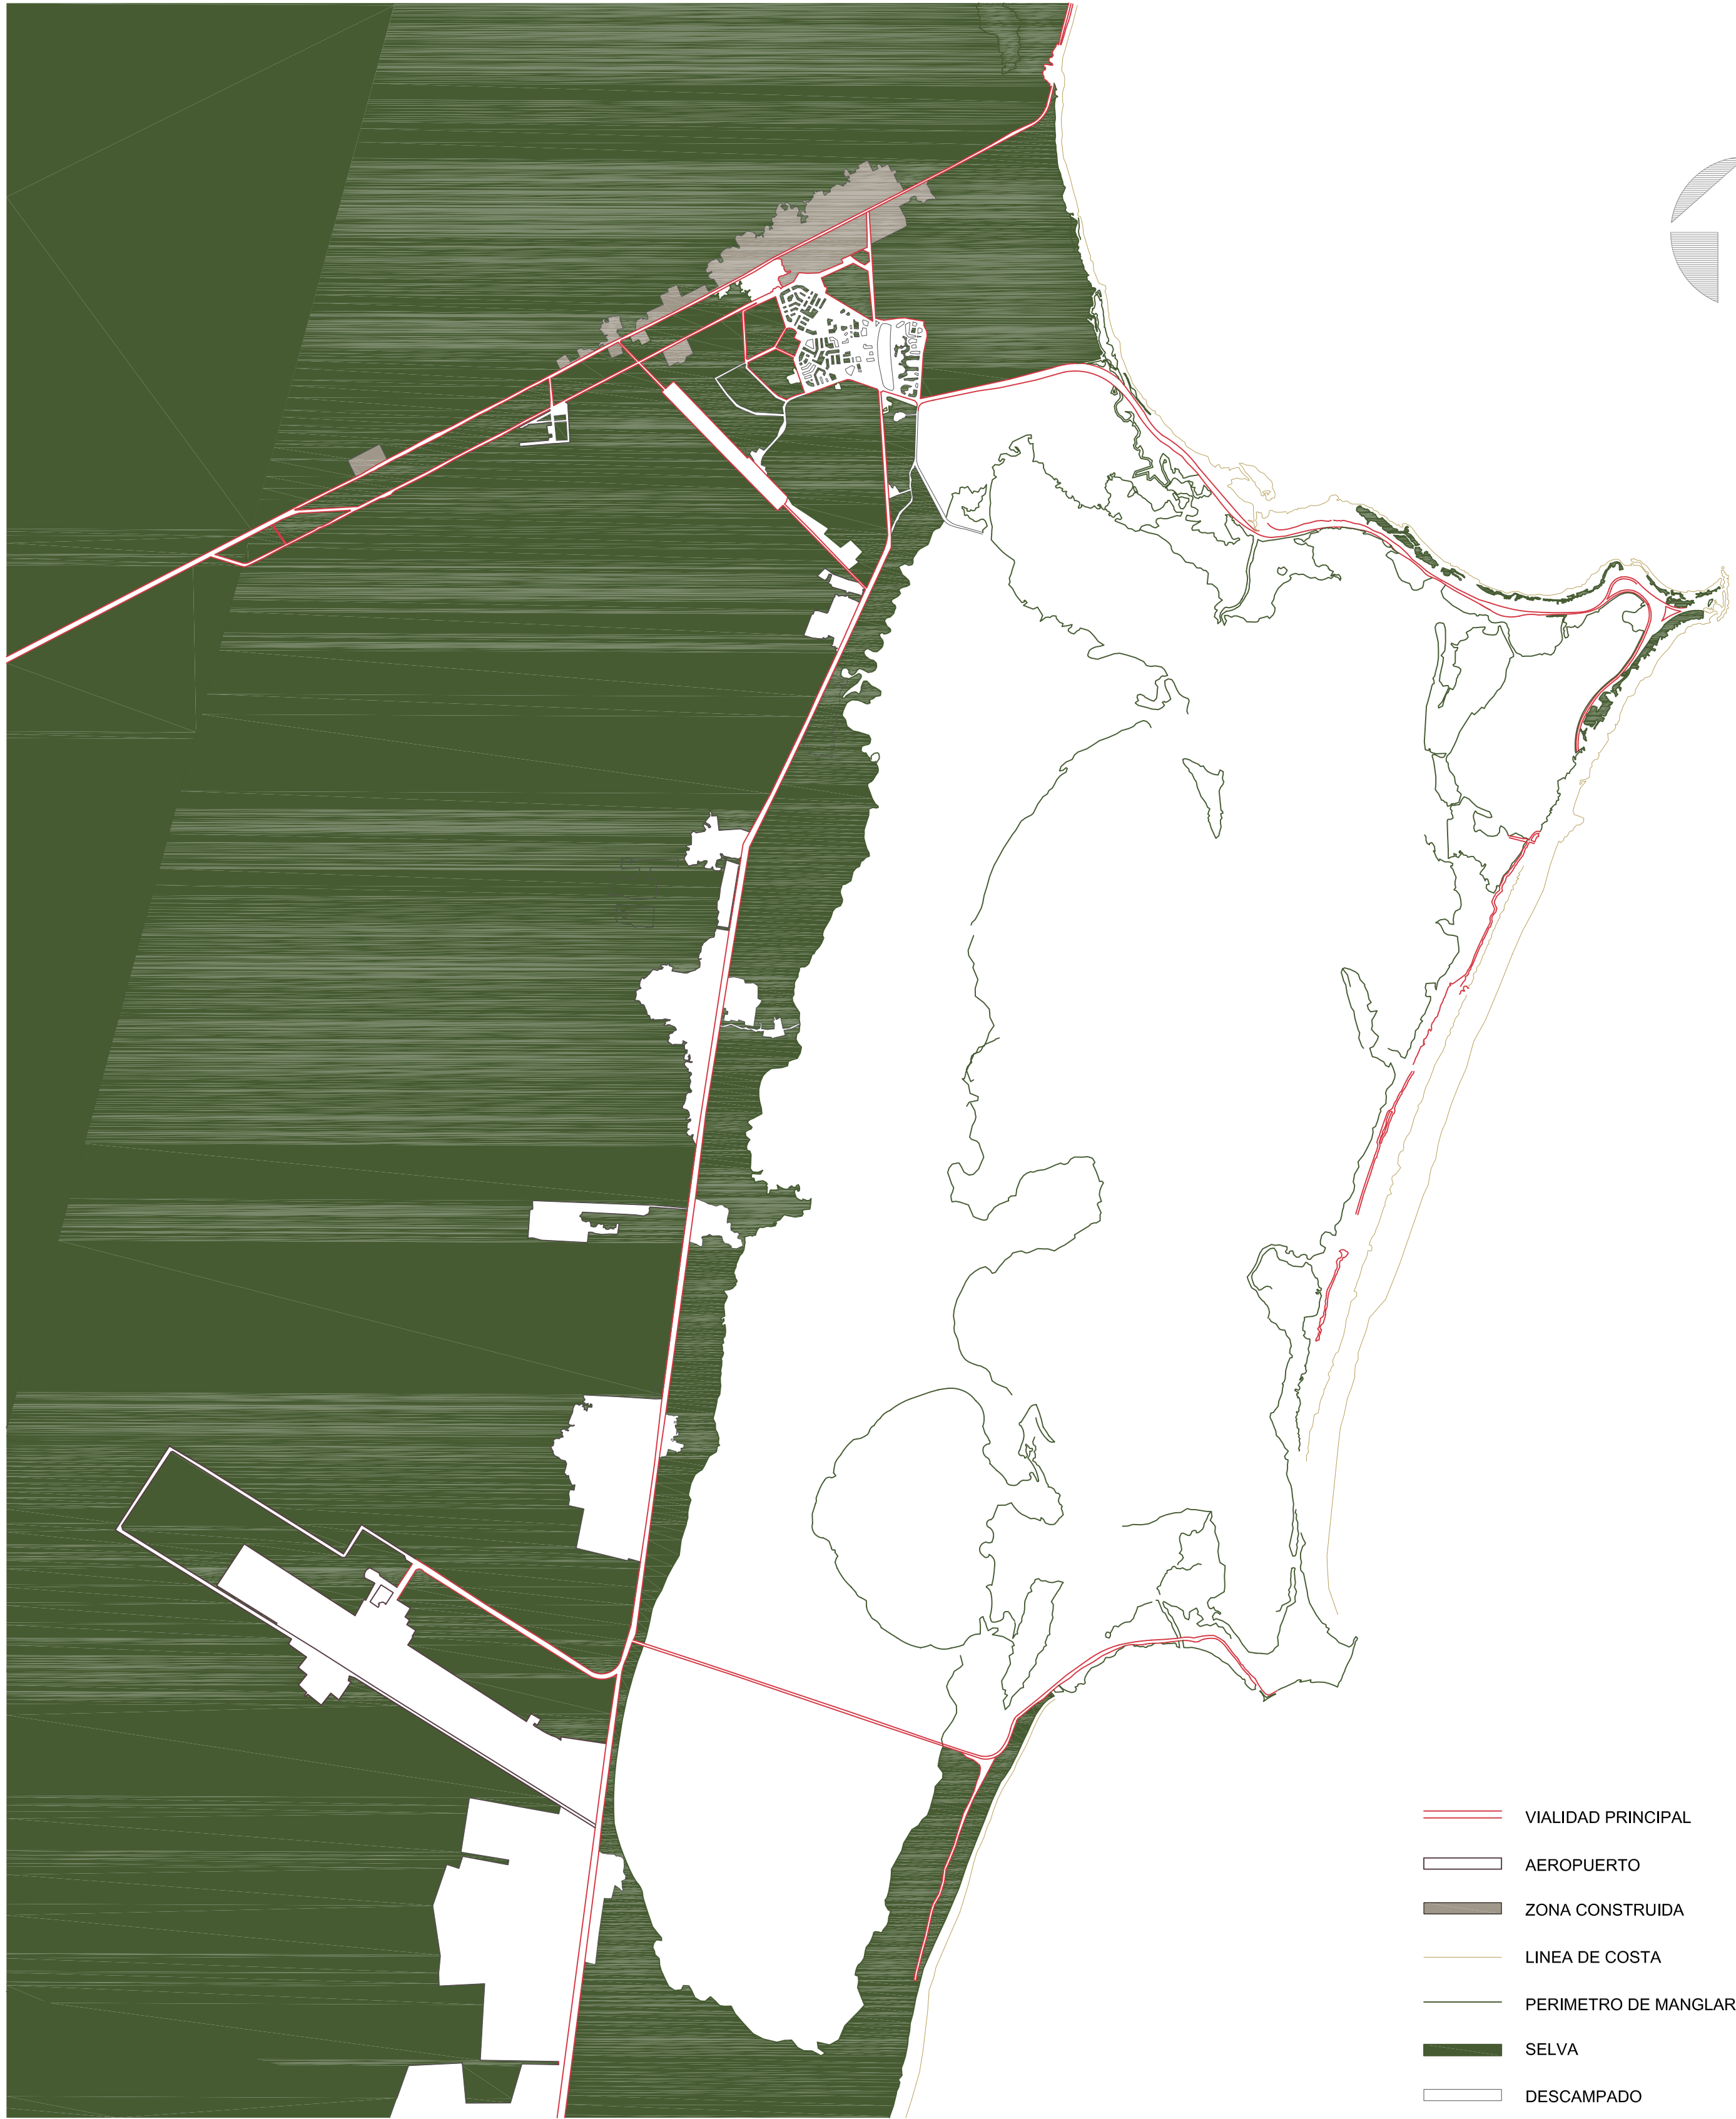 VIALIDAD PRINCIPAL
AEROPUERTO
ZONA CONSTRUIDA
LINEA DE COSTA
PERIMETRO DE MANGLAR
SELVA
DESCAMPADO